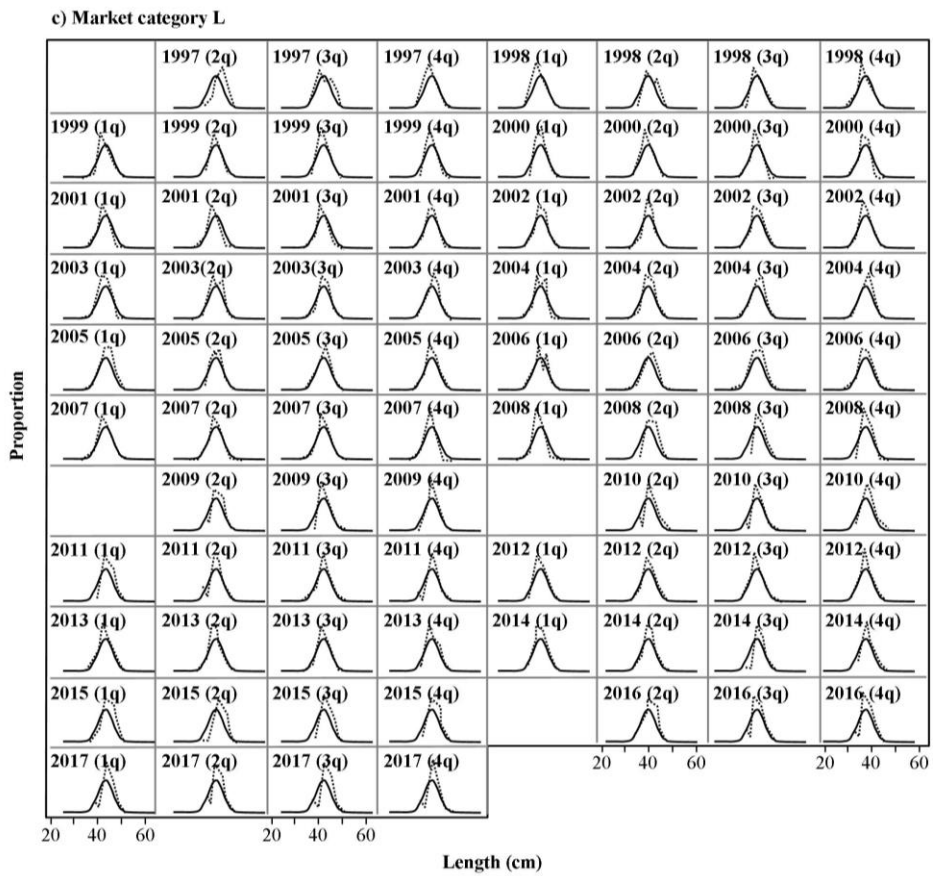 c) Market category L
1997 (2q) 1997 (3q) 1997 (4q) 1998 (1q) 1998 (2q) 1998 (3q) 1998 (4q)
1999 (1q) 1999 (2q) 1999 (3q) 1999 (4q) 2000 (1q) 2000 (2q) 2000 (3q) 2000 (4q)
2001 (1q) 2001 (2q) 2001 (3q) 2001 (4q) 2002 (1q) 2002 (2q) 2002 (3q) 2002 (4q)
2003 (1q) 2003(2q) 2003(3q) 2003 (4q) 2004 (1q) 2004 (2q) 2004 (3q) 2004 (4q)
2005 (1q) 2005 (2q) 2005 (3q) 2005 (4q) 2006 (1q) 2006 (2q) 2006 (3q) 2006 (4q)
2007 (1q) 2007 (2q) 2007 (3q) 2007 (4q) 2008 (1q) 2008 (2q) 2008 (3q) 2008 (4q)
2009 (2q) 2009 (3q) 2009 (4q) 2010 (2q) 2010 (3q) 2010 (4q)
2011 (1q) 2011 (2q) 2011 (3q) 2011 (4q) 2012 (1q) 2012 (2q) 2012 (3q) 2012 (4q)
2013 (1q) 2013 (2q) 2013 (3q) 2013 (4q) 2014 (1q) 2014 (2q) 2014 (3q) 2014 (4q)
2015 (1q) 2015 (2q) 2015 (3q) 2015 (4q) 2016 (2q) 2016 (3q) 2016 (4q)
20 40 60 20 40 60
2017 (1q) 2017 (2q) 2017 (3q) 2017 (4q)
20 40 60 20 40 60
Proportion
Length (cm)